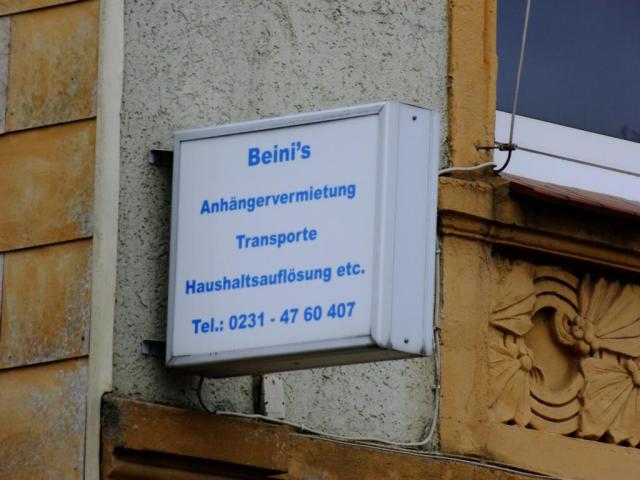 Beini's
Anhängervermietung
Transporte
Haushaltsauflösung etc.
Tel.: 0231 - 47 60 407